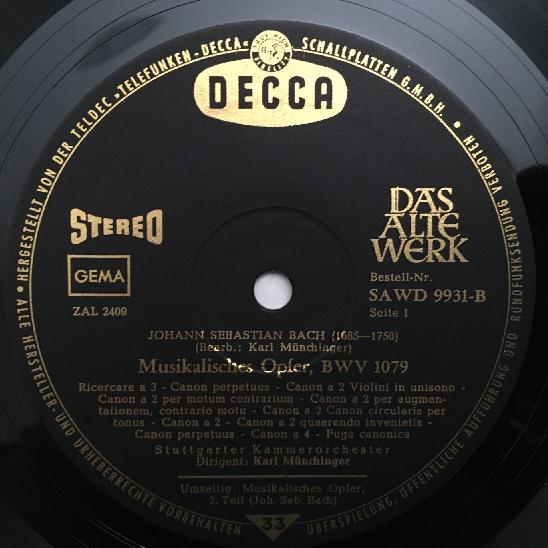 • HERGESTELLT VON DER TELDEC »TELEFUNKEN-DECCA« SCHALLPLATTEN G.M.B.H. •
DECCA
STEREO
GEMA
ZAL 2409
DAS
ALTE
WERK
Bestell-Nr.
SAWD 9931-B
Seite 1
JOHANN SEBASTIAN BACH (1685—1750)
(Bearb.: Karl Münchinger)
Musikalisches Opfer, BWV 1079
Ricercare a 3 - Canon perpetuus - Canon a 2 Violini in unisono -
Canon a 2 per motum contrarium - Canon a 2 per augmen-
tationem, contrario motu - Canon a 2 Canon circularis per
tonus - Canon a 2 - Canon a 2 quaerendo invenietis -
Canon perpetuus - Canon a 4 - Fuga canonica
Stuttgarter Kammerorchester
Dirigent: Karl Münchinger
Umseitig: Musikalisches Opfer,
2. Teil (Joh. Seb. Bach)
33
ALLE HERSTELLER- UND URHEBERRECHTE VORBEHALTEN
ÜBERSPIELUNG, ÖFFENTLICHE AUFFÜHRUNG UND RUNDFUNKSENDUNG VERBOTEN